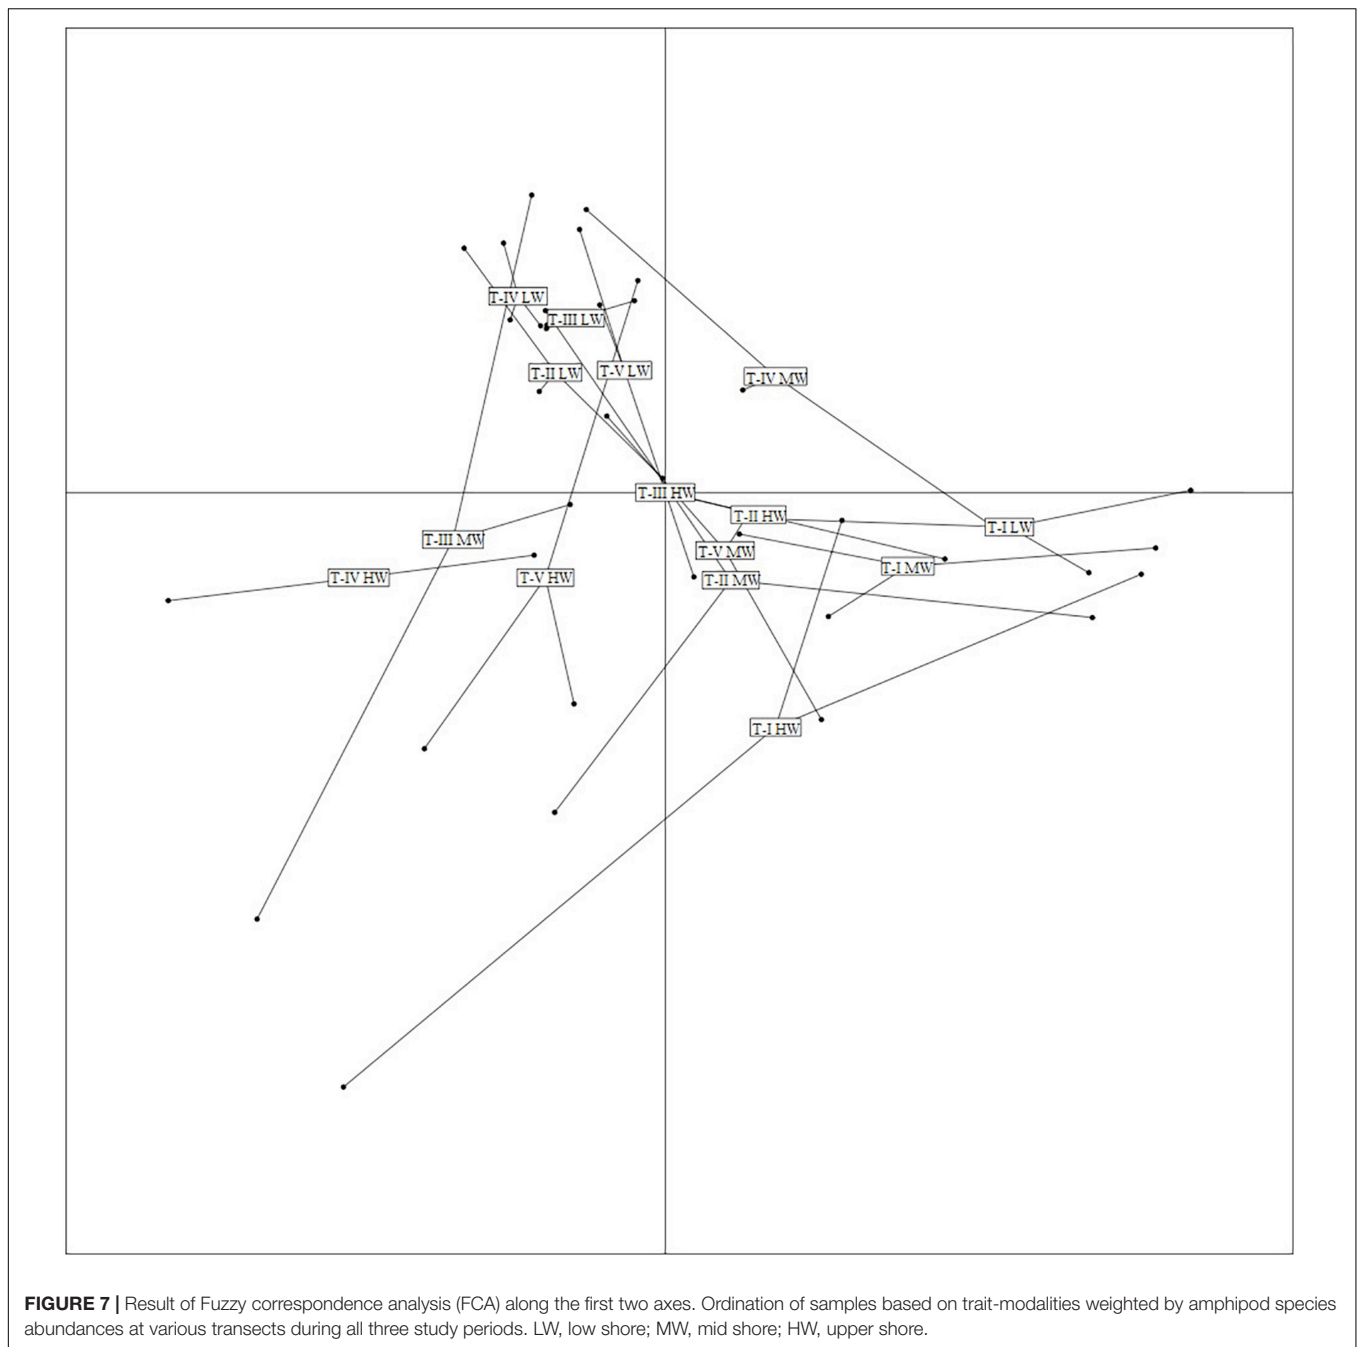 T-IV LW
T-III LW
T-II LW
T-V LW
T-IV MW
T-III HW
T-II HW
T-I LW
T-III MW
T-V MW
T-I MW
T-IV HW
T-V HW
T-II MW
T-I HW
FIGURE 7 | Result of Fuzzy correspondence analysis (FCA) along the first two axes. Ordination of samples based on trait-modalities weighted by amphipod species
abundances at various transects during all three study periods. LW, low shore; MW, mid shore; HW, upper shore.